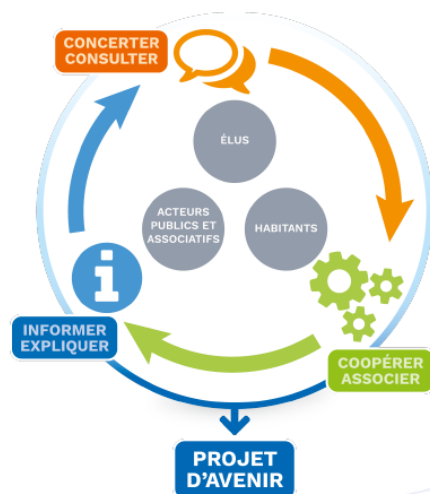 CONCERTER
CONSULTER
ÉLUS
ACTEURS
PUBLICS ET
ASSOCIATIFS
HABITANTS
INFORMER
EXPLIQUER
COOPÉRER
ASSOCIER
PROJET
D'AVENIR